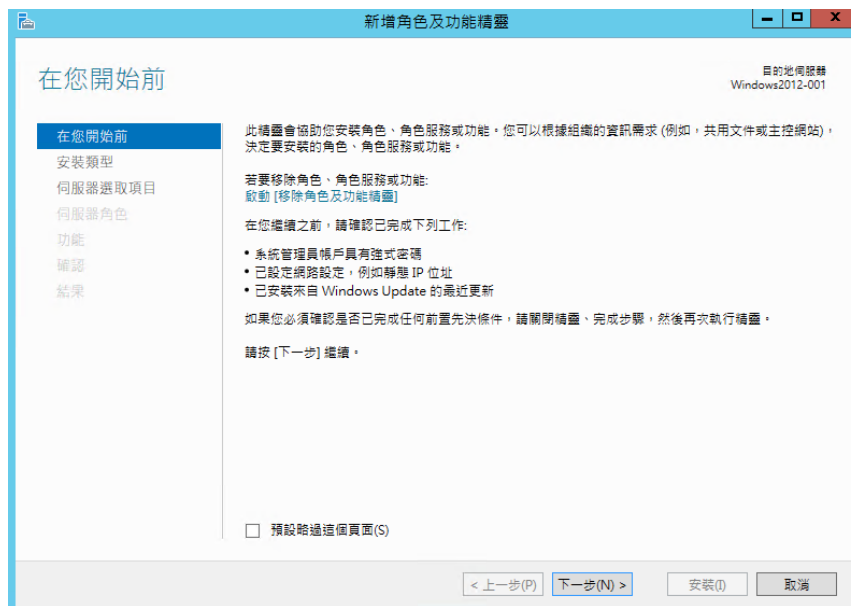 新增角色及功能精靈
在您開始前
目的地伺服器
Windows2012-001
在您開始前
安裝類型
伺服器選取項目
伺服器角色
功能
確認
結果
此精靈會協助您安裝角色、角色服務或功能。您可以根據組織的資訊需求 (例如，共用文件或主控網站)，
決定要安裝的角色、角色服務或功能。
若要移除角色、角色服務或功能:
啟動 [移除角色及功能精靈]
在您繼續之前，請確認已完成下列工作:
• 系統管理員帳戶具有強式密碼
• 已設定網路設定，例如靜態 IP 位址
• 已安裝來自 Windows Update 的最近更新
如果您必須確認是否已完成任何前置先決條件，請關閉精靈、完成步驟，然後再次執行精靈。
請按 [下一步] 繼續。
預設略過這個頁面(S)
< 上一步(P)
下一步(N) >
安裝(I)
取消